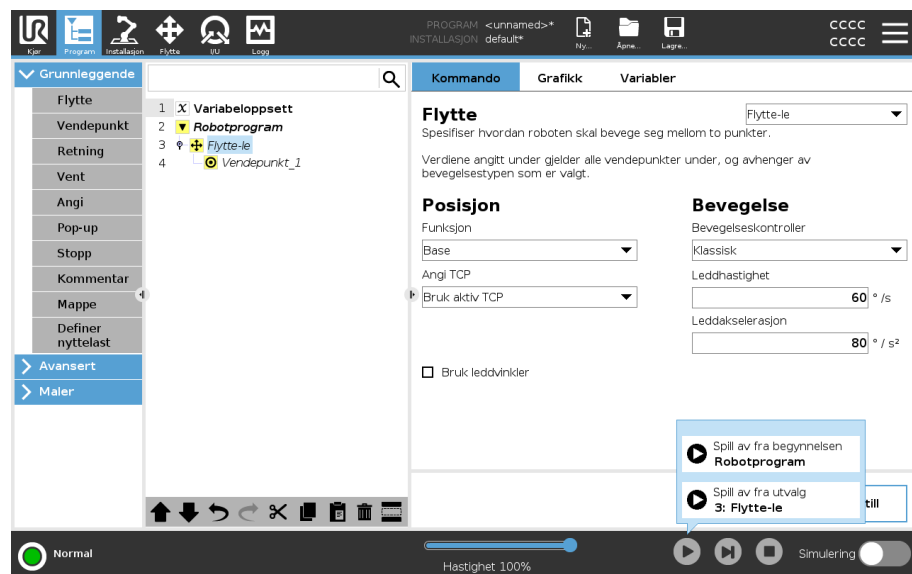 PROGRAM <unnamed>*
INSTALLASJON default*
Kjør
Program
Installasjon
Flytte
I/U
Logg
Ny...
Åpne...
Lagre...
CCCC
CCCC
Grunnleggende
Flytte
Vendepunkt
Retning
Vent
Angi
Pop-up
Stopp
Kommentar
Mappe
Definer
nyttelast
Avansert
Maler
1 X Variabeloppsett
2 Robotprogram
3 Flytte-le
4 Vendepunkt_1
Kommando
Grafikk
Variabler
Flytte
Flytte-le
Spesifiser hvordan roboten skal bevege seg mellom to punkter.
Verdiene angitt under gjelder alle vendepunkter under, og avhenger av
bevegelsestypen som er valgt.
Posisjon
Funksjon
Base
Angi TCP
Bruk aktiv TCP
Bruk leddvinkler
Bevegelse
Bevegelseskontroller
Klassisk
Leddhastighet
60 ° /s
Leddakselerasjon
80 ° / s²
Spill av fra begynnelsen
Robotprogram
Spill av fra utvalg
3: Flytte-le
till
Normal
Hastighet 100%
Simulering